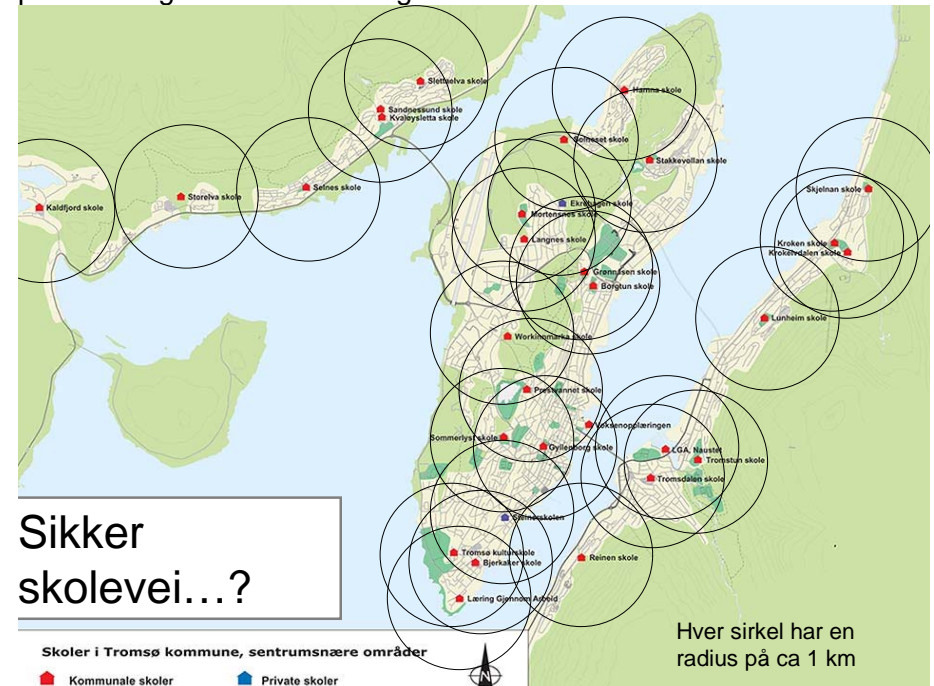 Slettaelva skole
Hamna skole
Sandnessund skole
Kvaløysletta skole
Someset skole
Stakkevollan skole
Selnes skole
Skjelnan skole
Storelva skole
Kaldfjord skole
Ekrehagen skole
Mortensnes skole
Langnes skole
Kroken skole
Krokelvdalen skole
Grønnåsen skole
Borgtun skole
Lunheim skole
Workinnmarka skole
Prestvannet skole
Voksenopplæringen
Sommerlyst skole
Gyllenborg skole
LGA, Naustet
Tromstun skole
Tromsdalen skole
Steinerskolen
Sikker
skolevei…?
Tromsø kulturskole
Bjerkaker skole
Reinen skole
Læring Gjennom Arbeid
Hver sirkel har en
radius på ca 1 km
Skoler i Tromsø kommune, sentrumsnære områder
N
Kommunale skoler
Private skoler